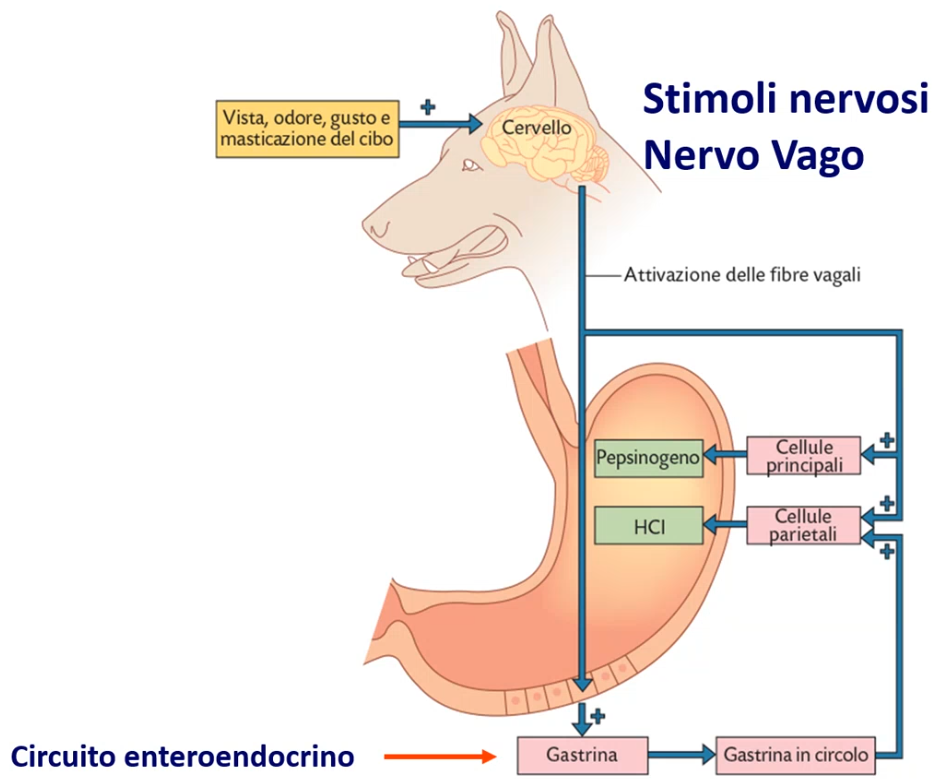 Stimoli nervosi
Nervo Vago
Vista, odore, gusto e
masticazione del cibo
+
Cervello
Attivazione delle fibre vagali
Pepsinogeno
Cellule
principali
+
HCl
Cellule
parietali
+
+
+
Circuito enteroendocrino
Gastrina
Gastrina in circolo